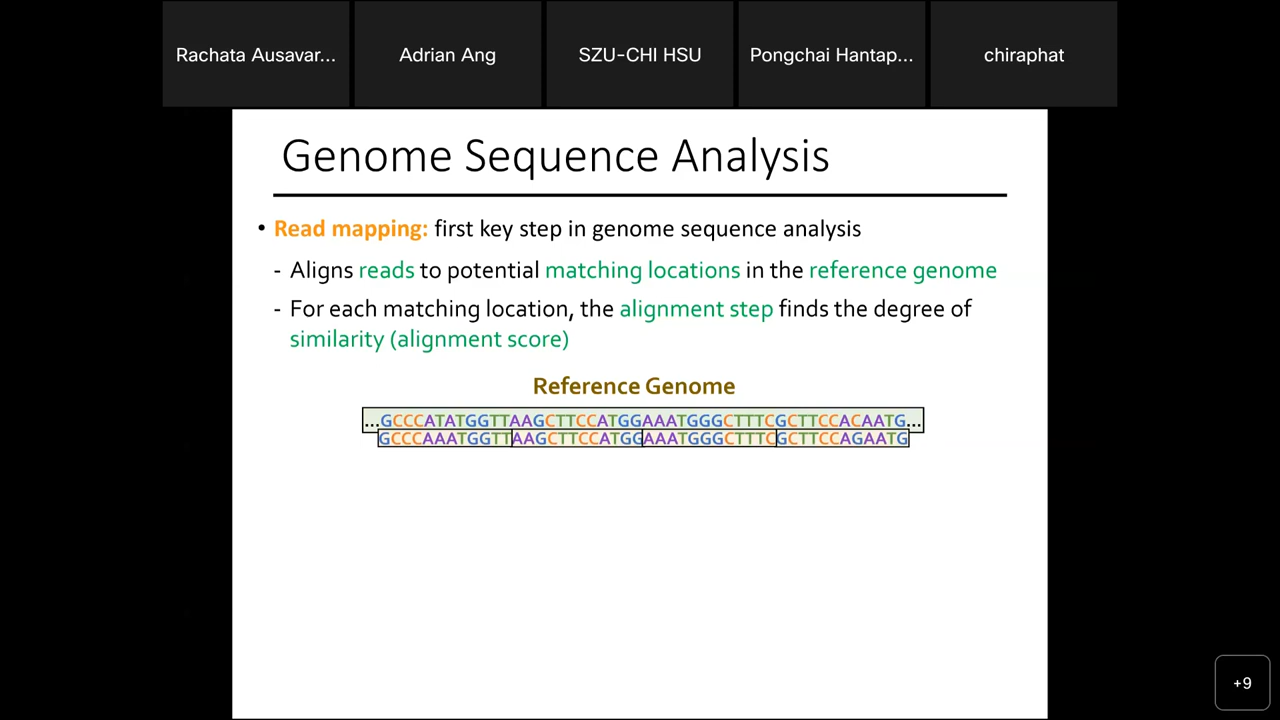 Rachata Ausavar...
Adrian Ang
SZU-CHI HSU
Pongchai Hantap...
chiraphat
Genome Sequence Analysis
• Read mapping: first key step in genome sequence analysis
- Aligns reads to potential matching locations in the reference genome
- For each matching location, the alignment step finds the degree of
similarity (alignment score)
Reference Genome
...GCCCATATGGTTAAGCTTCCATGGAAATGGGCTTTCGCTTCCACAATG...
GCCCAAATGGTTAAGCTTCCATGGAAATGGGCTTTCGCTTCCAGAATG
+9